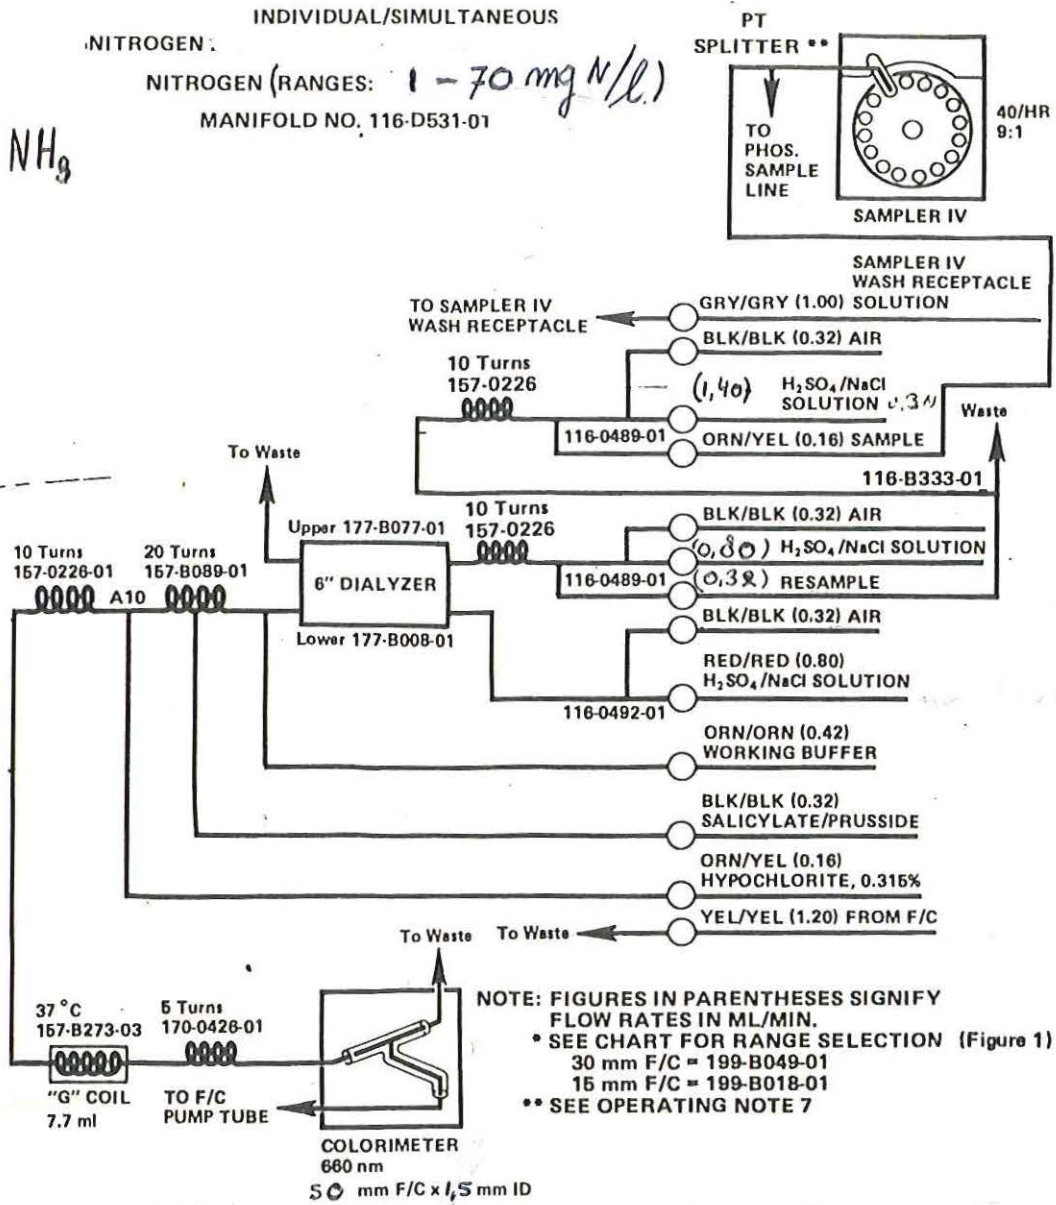 INDIVIDUAL/SIMULTANEOUS
NITROGEN
NITROGEN (RANGES: 1 - 70 mg N/l)
MANIFOLD NO. 116-D531-01
NH3
PT
SPLITTER **
TO
PHOS.
SAMPLE
LINE
40/HR
9:1
SAMPLER IV
SAMPLER IV
WASH RECEPTACLE
GRY/GRY (1.00) SOLUTION
TO SAMPLER IV
WASH RECEPTACLE
BLK/BLK (0.32) AIR
10 Turns
157-0226
(1,40) H2SO4/NaCl
SOLUTION 0,3N
Waste
116-0489-01
ORN/YEL (0.16) SAMPLE
116-B333-01
To Waste
Upper 177-B077-01
10 Turns
157-0226
BLK/BLK (0.32) AIR
(0,80) H2SO4/NaCl SOLUTION
116-0489-01
(0,32) RESAMPLE
10 Turns
157-0226-01
A10
20 Turns
157-B089-01
6" DIALYZER
Lower 177-B008-01
BLK/BLK (0.32) AIR
RED/RED (0.80)
H2SO4/NaCl SOLUTION
116-0492-01
ORN/ORN (0.42)
WORKING BUFFER
BLK/BLK (0.32)
SALICYLATE/PRUSSIDE
ORN/YEL (0.16)
HYPOCHLORITE, 0.315%
YEL/YEL (1.20) FROM F/C
To Waste
To Waste
37 °C
157-B273-03
"G" COIL
7.7 ml
5 Turns
170-0426-01
TO F/C
PUMP TUBE
COLORIMETER
660 nm
50 mm F/C x 1,5 mm ID
NOTE: FIGURES IN PARENTHESES SIGNIFY
FLOW RATES IN ML/MIN.
* SEE CHART FOR RANGE SELECTION (Figure 1)
30 mm F/C = 199-B049-01
15 mm F/C = 199-B018-01
** SEE OPERATING NOTE 7